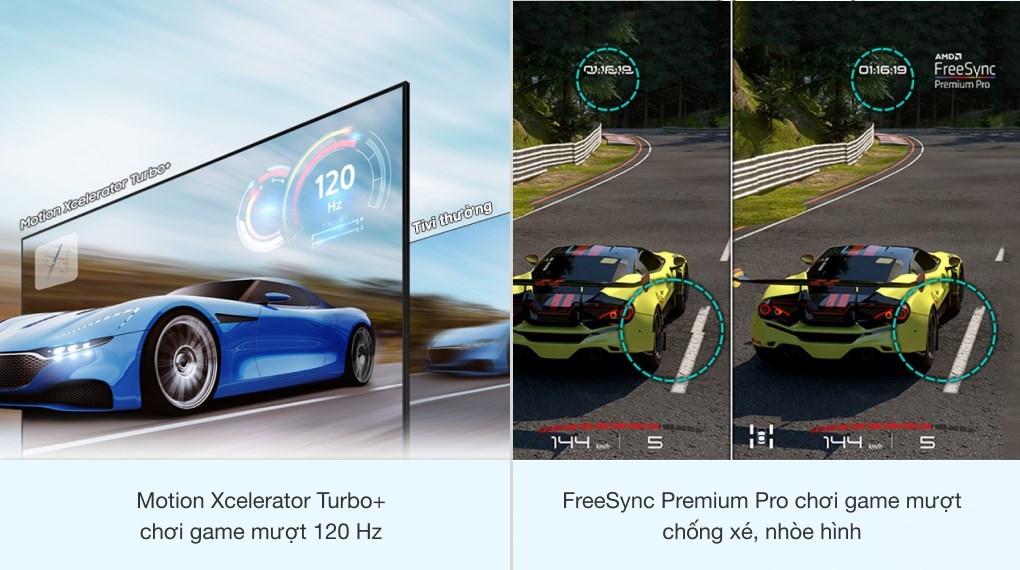 Motion Xcelerator Turbo+
120
Hz
Tivi thường
01:16:19
01:16:19
AMD
FreeSync
Premium Pro
144 km/h 5
144 km/h 5
Motion Xcelerator Turbo+
chơi game mượt 120 Hz
FreeSync Premium Pro chơi game mượt
chống xé, nhòe hình